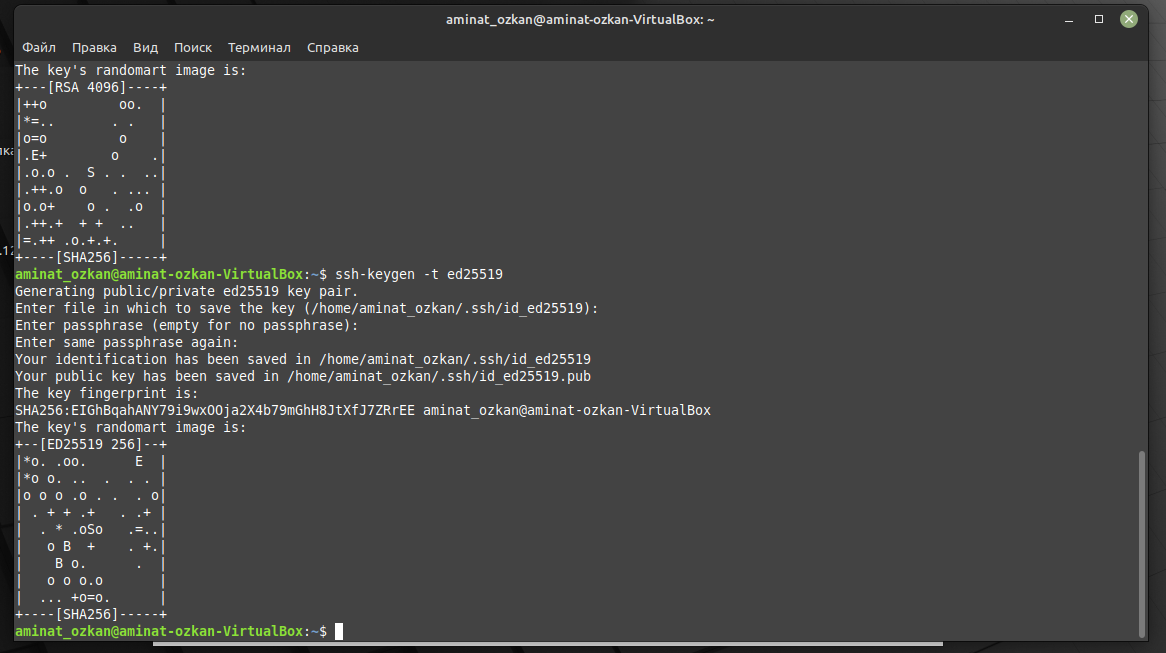 aminat_ozkan@aminat-ozkan-VirtualBox: ~
Файл Правка Вид Поиск Терминал Справка
The key's randomart image is:
+---[RSA 4096]----+
|++o         oo.  |
|*=..       . .   |
|o=o         o    |
|.E+        o    .|
|.o.o .  S . .  ..|
|.++.o  o   . ... |
|o.o+    o .  .o  |
|.++.+  + +  ..   |
|=.++ .o.+.+.     |
+----[SHA256]-----+
aminat_ozkan@aminat-ozkan-VirtualBox:~$ ssh-keygen -t ed25519
Generating public/private ed25519 key pair.
Enter file in which to save the key (/home/aminat_ozkan/.ssh/id_ed25519):
Enter passphrase (empty for no passphrase):
Enter same passphrase again:
Your identification has been saved in /home/aminat_ozkan/.ssh/id_ed25519
Your public key has been saved in /home/aminat_ozkan/.ssh/id_ed25519.pub
The key fingerprint is:
SHA256:EIGhBqahANY79i9wxOOja2X4b79mGhH8JtXfJ7ZRrEE aminat_ozkan@aminat-ozkan-VirtualBox
The key's randomart image is:
+--[ED25519 256]--+
|*o. .oo.      E  |
|*o o. ..  .  . . |
|o o o .o . .  . o|
| . + + .+   . .+ |
|  . * .oSo   .=..|
|   o B  +    . +.|
|    B o.      .  |
|   o o o.o       |
|  ... +o=o.      |
+----[SHA256]-----+
aminat_ozkan@aminat-ozkan-VirtualBox:~$